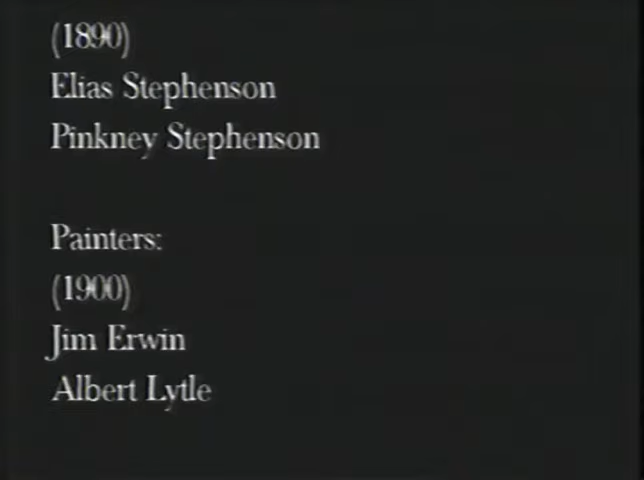 (1890)
Elias Stephenson
Pinkney Stephenson
Painters:
(1900)
Jim Erwin
Albert Lytle